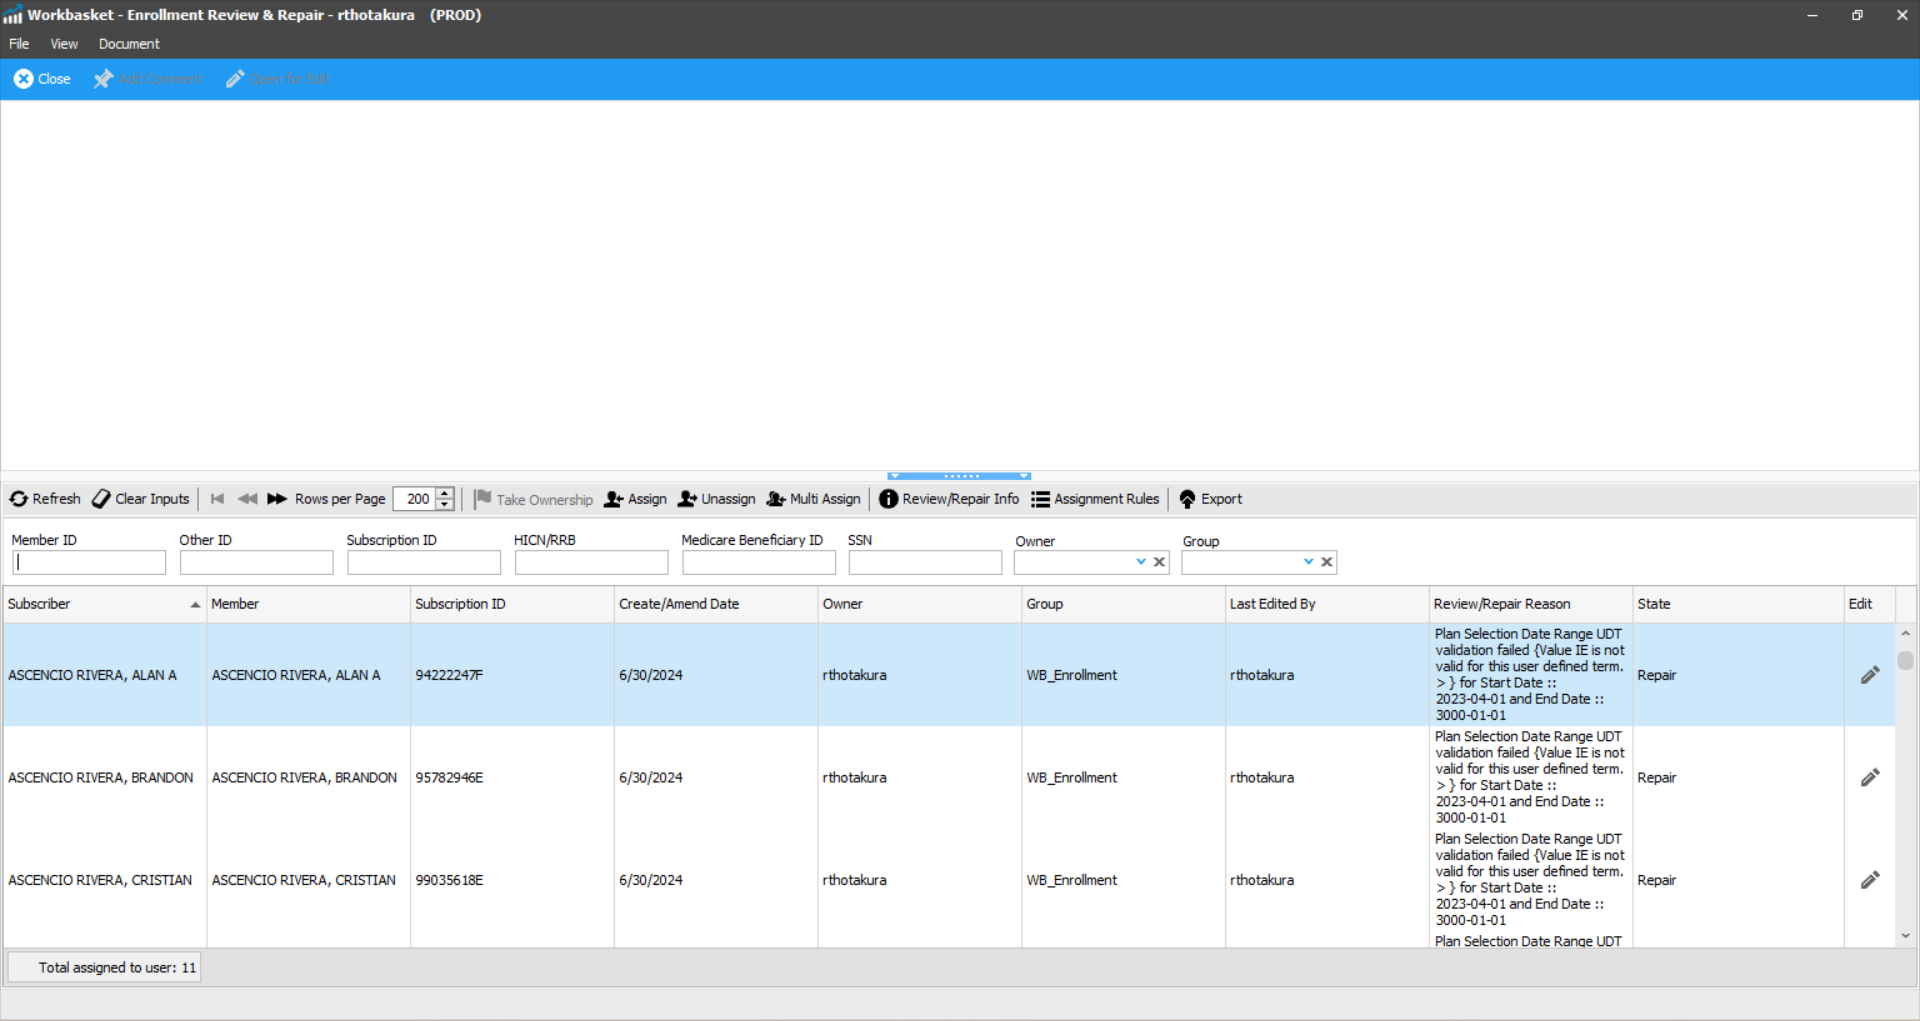 Workbasket - Enrollment Review & Repair - rthotakura (PROD)
File View Document
Close Add Comment Open for Edit
Refresh Clear Inputs Rows per Page 200 Take Ownership Assign Unassign Multi Assign Review/Repair Info Assignment Rules Export
Member ID Other ID Subscription ID HICN/RRB Medicare Beneficiary ID SSN Owner Group
Subscriber Member Subscription ID Create/Amend Date Owner Group Last Edited By Review/Repair Reason State Edit
Plan Selection Date Range UDT
validation failed {Value IE is not
valid for this user defined term.
ASCENCIO RIVERA, ALAN A ASCENCIO RIVERA, ALAN A 94222247F 6/30/2024 rthotakura WB_Enrollment rthotakura > } for Start Date :: Repair
2023-04-01 and End Date ::
3000-01-01
Plan Selection Date Range UDT
validation failed {Value IE is not
valid for this user defined term.
ASCENCIO RIVERA, BRANDON ASCENCIO RIVERA, BRANDON 95782946E 6/30/2024 rthotakura WB_Enrollment rthotakura > } for Start Date :: Repair
2023-04-01 and End Date ::
3000-01-01
Plan Selection Date Range UDT
validation failed {Value IE is not
valid for this user defined term.
ASCENCIO RIVERA, CRISTIAN ASCENCIO RIVERA, CRISTIAN 99035618E 6/30/2024 rthotakura WB_Enrollment rthotakura > } for Start Date :: Repair
2023-04-01 and End Date ::
3000-01-01
Plan Selection Date Range UDT
Total assigned to user: 11